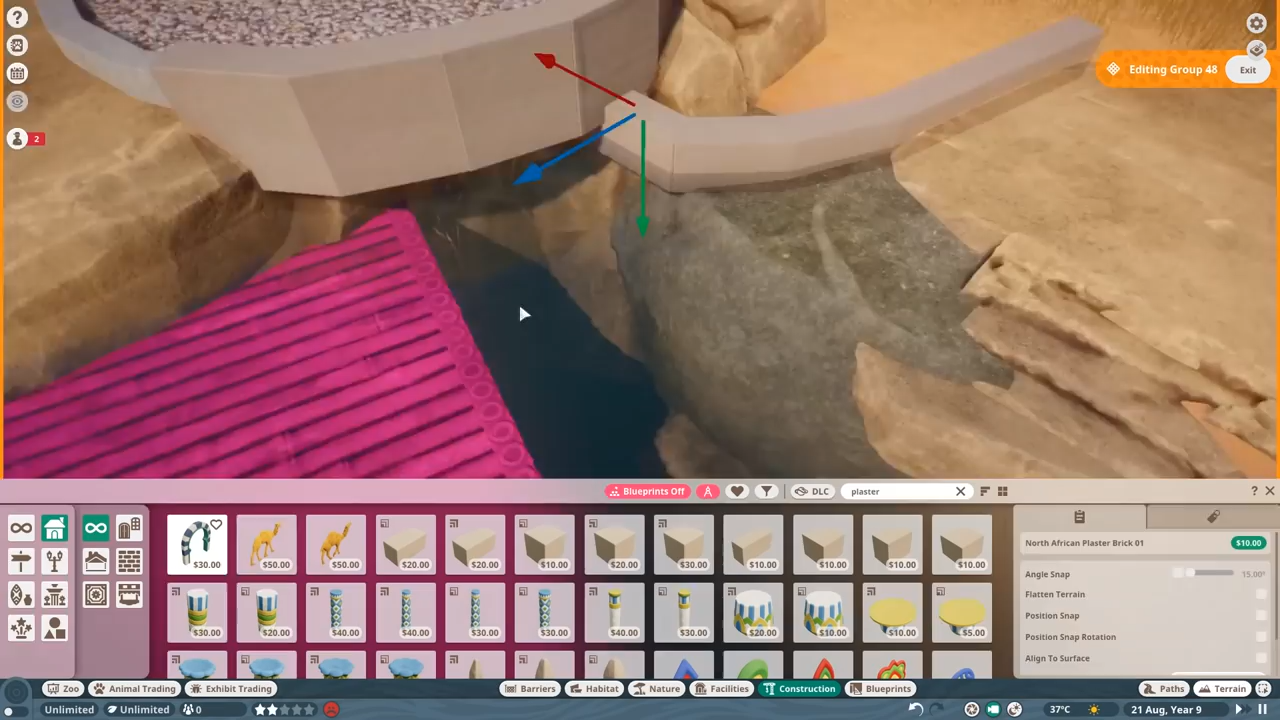 ?
Editing Group 48 Exit
2
Blueprints Off DLC plaster ? ×
$30.00 $50.00 $50.00 $20.00 $20.00 $10.00 $20.00 $30.00 $10.00 $10.00 $10.00 $10.00
$30.00 $20.00 $40.00 $40.00 $30.00 $30.00 $40.00 $30.00 $20.00 $10.00 $10.00 $5.00
North African Plaster Brick 01 $10.00
Angle Snap 15.00°
Flatten Terrain
Position Snap
Position Snap Rotation
Align To Surface
Zoo Animal Trading Exhibit Trading Barriers Habitat Nature Facilities Construction Blueprints Paths Terrain
Unlimited Unlimited 0 37°C 21 Aug, Year 9